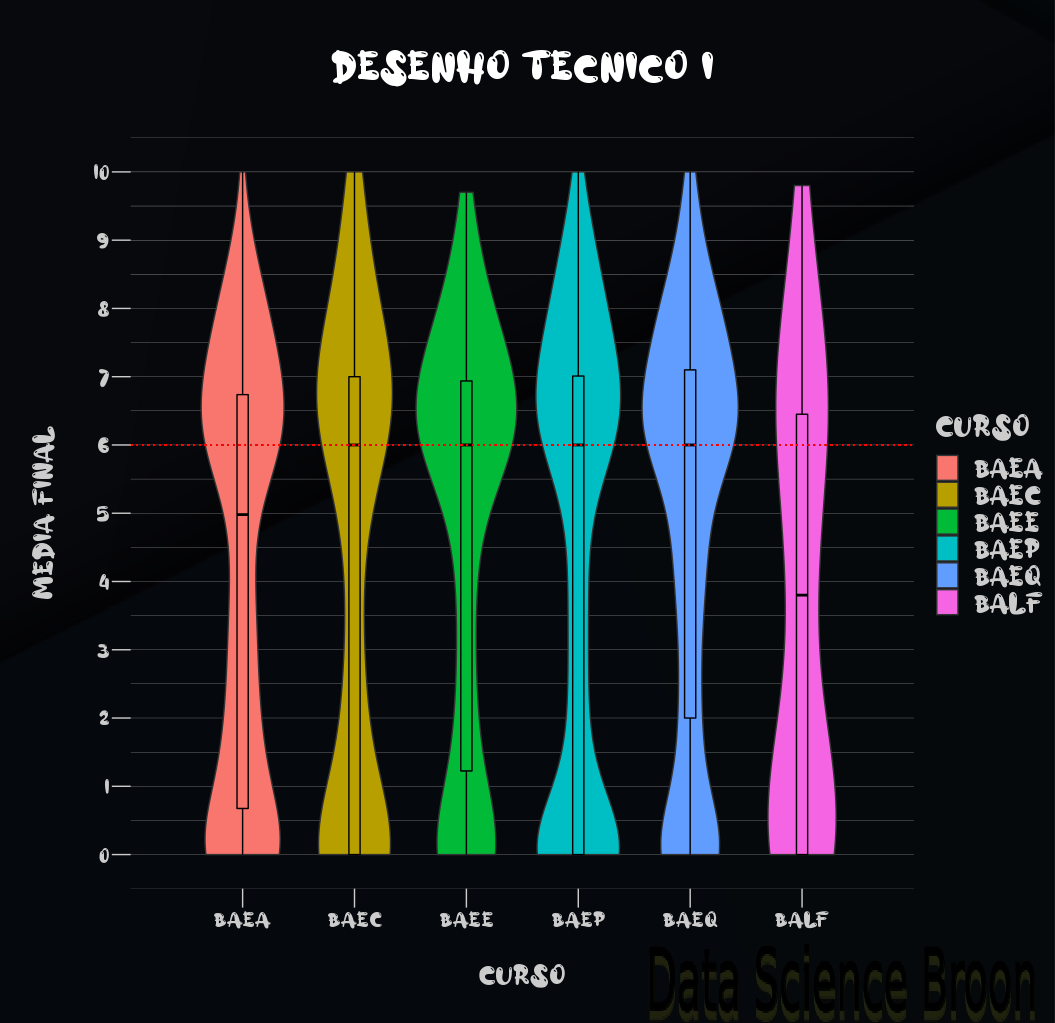 DESENHO TECNICO I
10
9
8
7
6
5
4
3
2
1
0
MEDIA FINAL
BAEA
BAEC
BAEE
BAEP
BAEQ
BALF
CURSO
CURSO
BAEA
BAEC
BAEE
BAEP
BAEQ
BALF
Data Science Broon